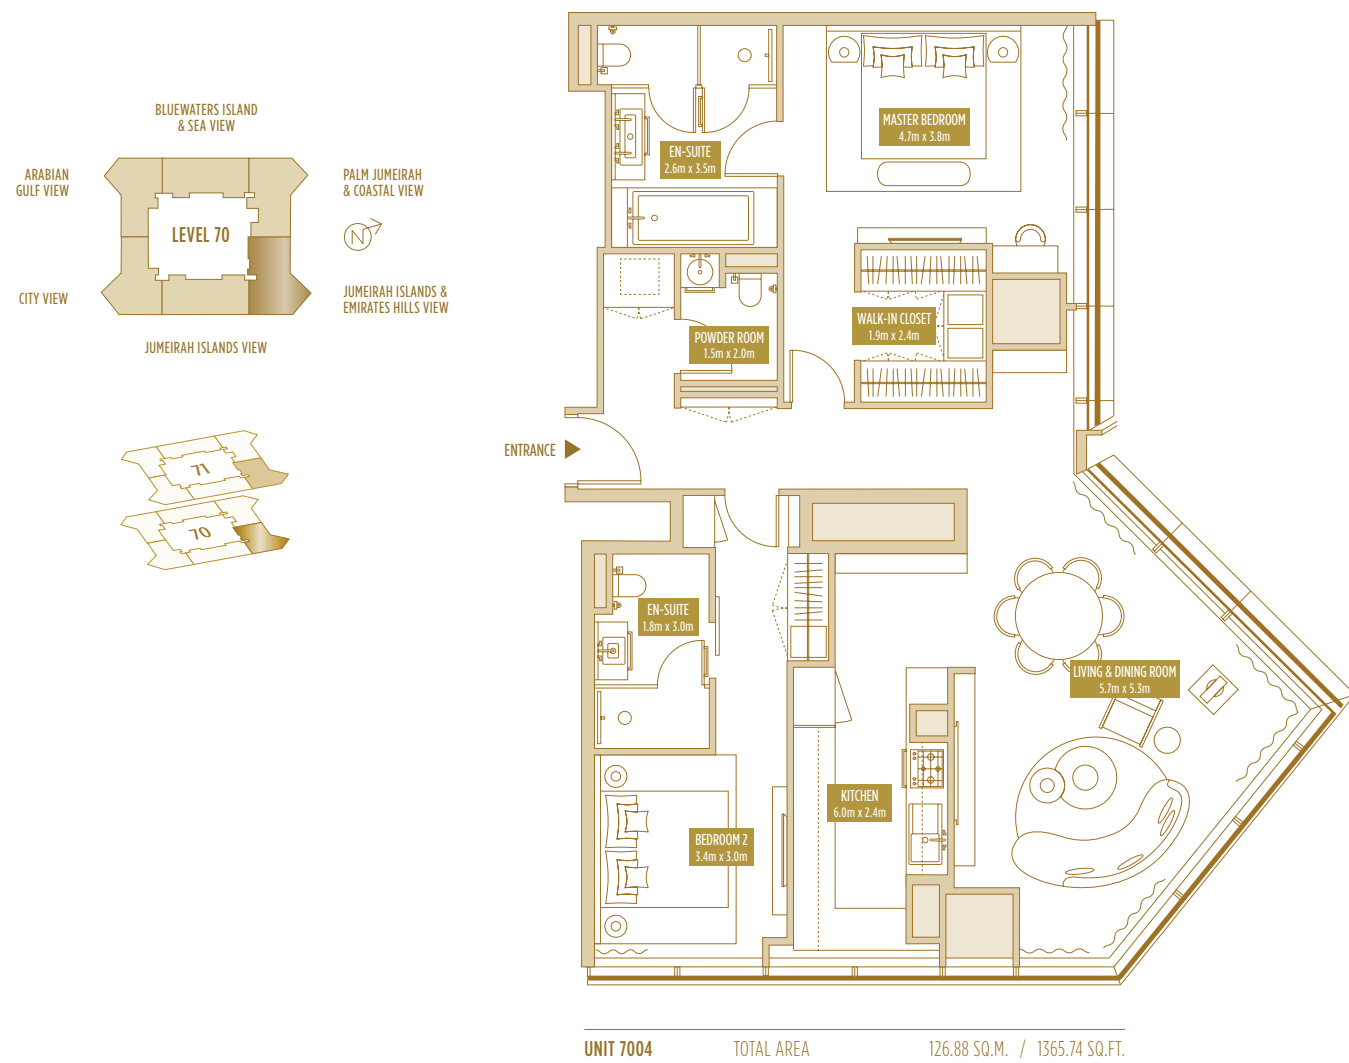 BLUEWATERS ISLAND
& SEA VIEW
ARABIAN
GULF VIEW
PALM JUMEIRAH
& COASTAL VIEW
LEVEL 70
N
CITY VIEW
JUMEIRAH ISLANDS &
EMIRATES HILLS VIEW
JUMEIRAH ISLANDS VIEW
71
70
MASTER BEDROOM
4.7m x 3.8m
EN-SUITE
2.6m x 3.5m
WALK-IN CLOSET
1.9m x 2.4m
POWDER ROOM
1.5m x 2.0m
ENTRANCE
EN-SUITE
1.8m x 3.0m
LIVING & DINING ROOM
5.7m x 5.3m
KITCHEN
6.0m x 2.4m
BEDROOM 2
3.4m x 3.0m
UNIT 7004 TOTAL AREA 126.88 SQ.M. / 1365.74 SQ.FT.